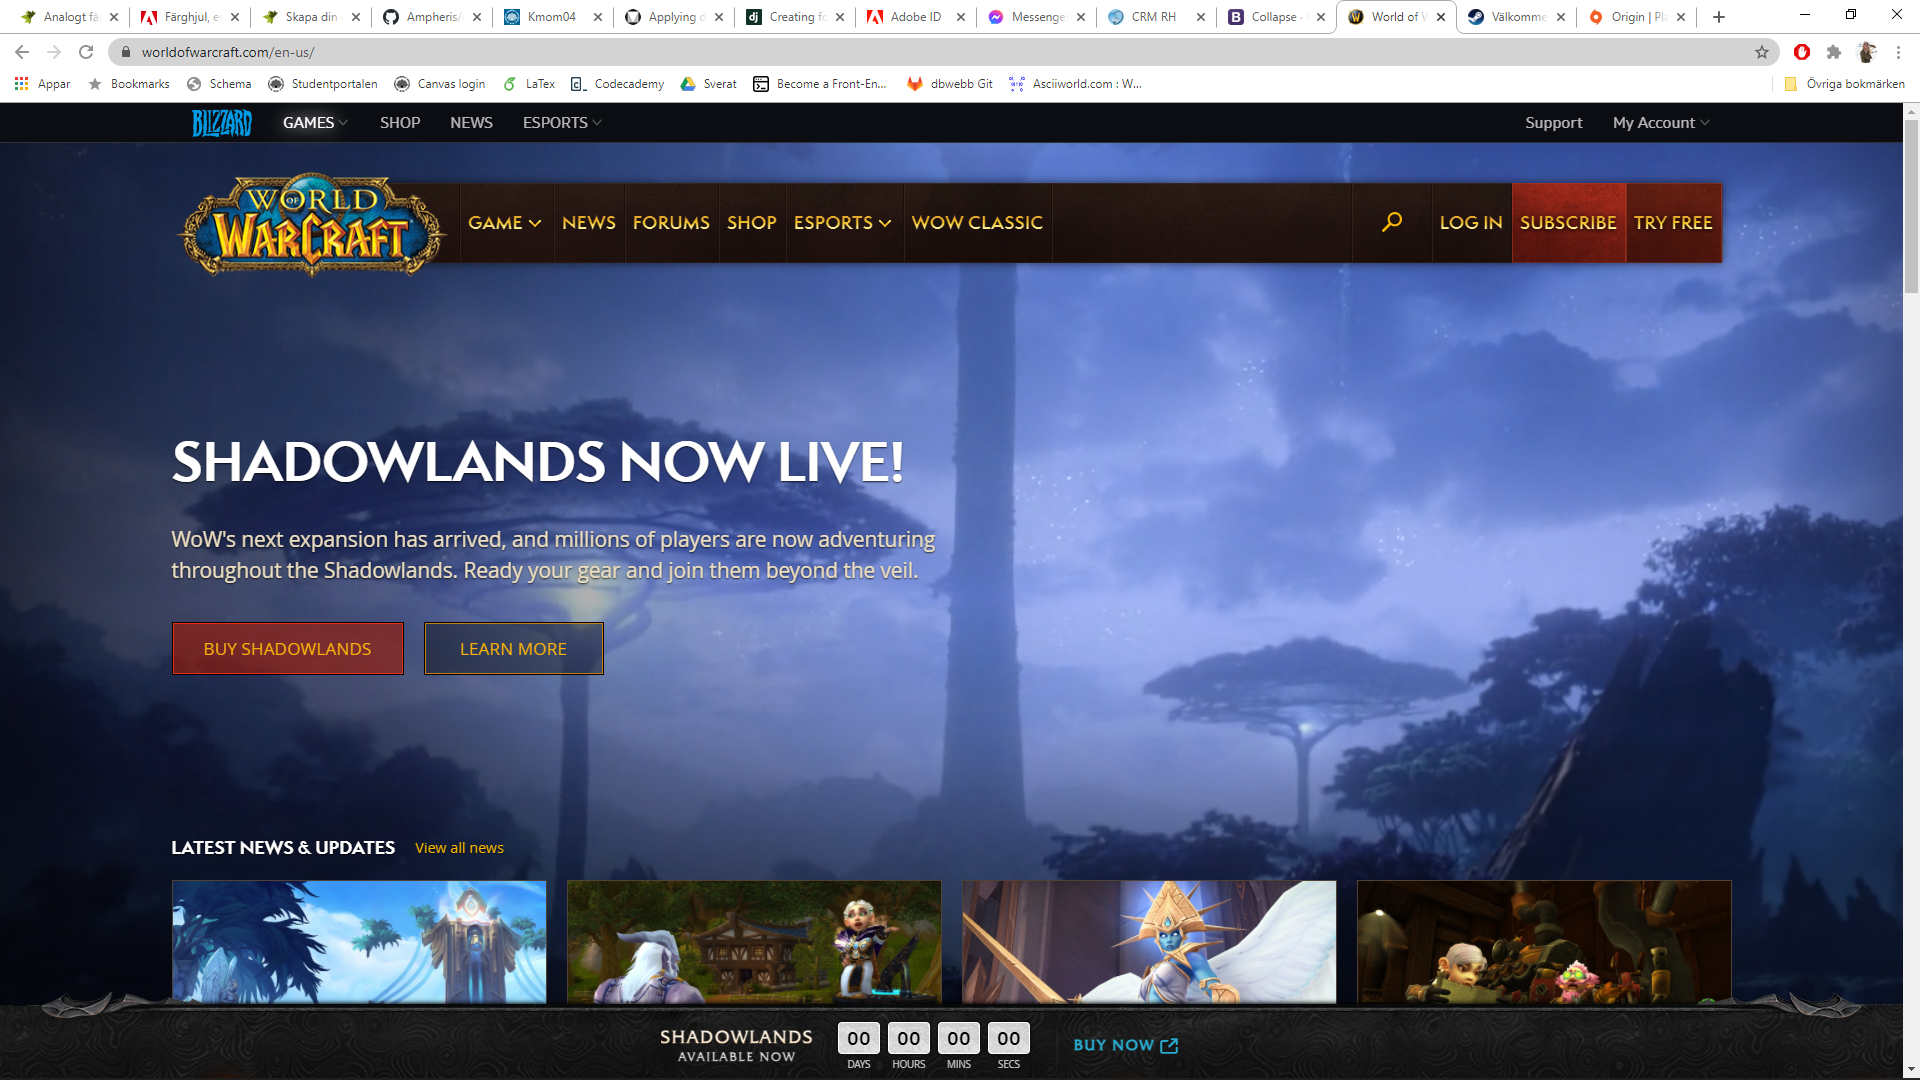 Analogt fä
Färghjul, e
Skapa din
Ampheris/
Kmom04
Applying d
Creating fo
Adobe ID
Messenge
CRM RH
Collapse ·
World of W
Välkomme
Origin | Pl
worldofwarcraft.com/en-us/
Appar
Bookmarks
Schema
Studentportalen
Canvas login
LaTex
Codecademy
Sverat
Become a Front-En...
dbwebb Git
Asciiworld.com : W...
Övriga bokmärken
BLIZZARD
GAMES
SHOP
NEWS
ESPORTS
Support
My Account
WORLD OF WARCRAFT
GAME
NEWS
FORUMS
SHOP
ESPORTS
WOW CLASSIC
LOG IN
SUBSCRIBE
TRY FREE
SHADOWLANDS NOW LIVE!
WoW's next expansion has arrived, and millions of players are now adventuring
throughout the Shadowlands. Ready your gear and join them beyond the veil.
BUY SHADOWLANDS
LEARN MORE
LATEST NEWS & UPDATES
View all news
SHADOWLANDS
AVAILABLE NOW
00 00 00 00
DAYS HOURS MINS SECS
BUY NOW